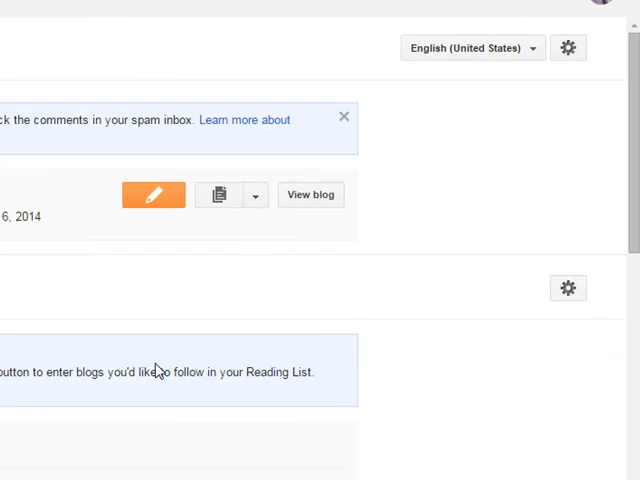 English (United States)
ck the comments in your spam inbox. Learn more about
View blog
6, 2014
button to enter blogs you'd like to follow in your Reading List.